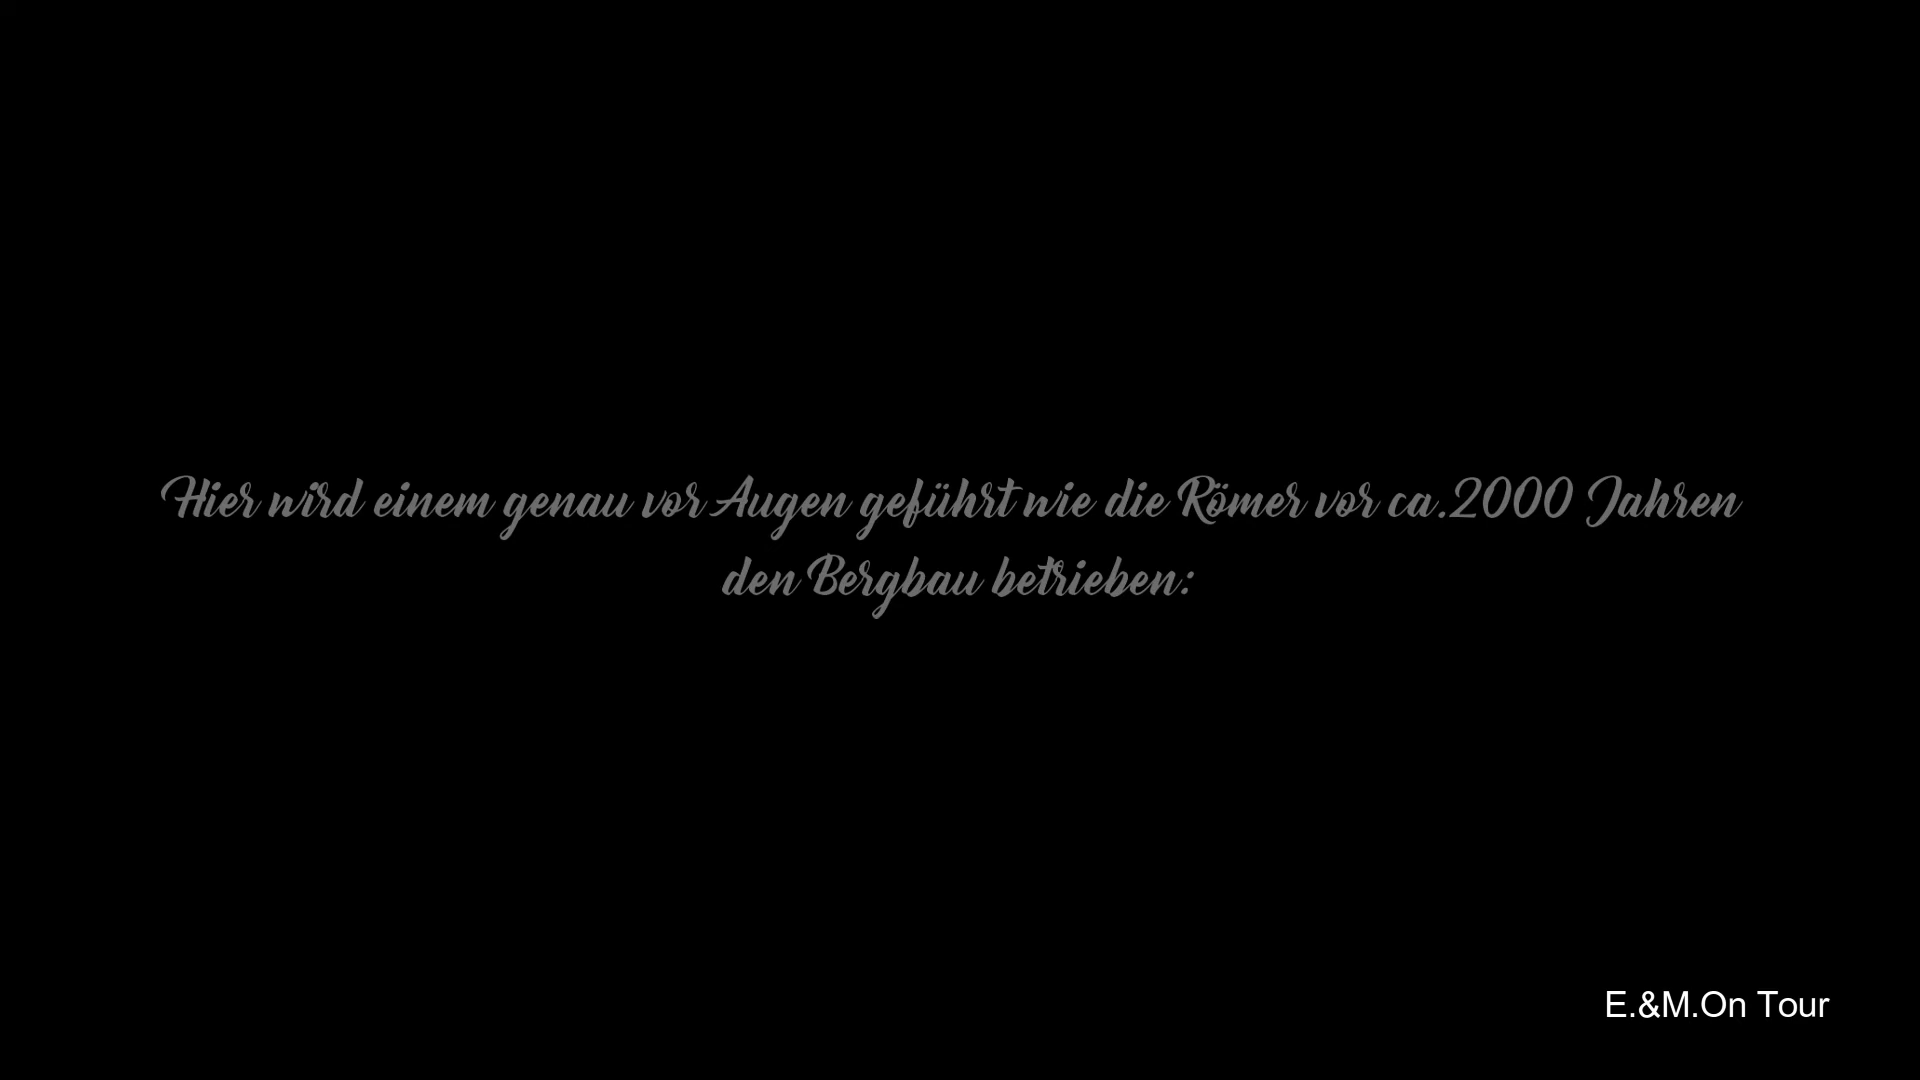 Hier wird einem genau vor Augen geführt wie die Römer vor ca.2000 Jahren
den Bergbau betrieben:
E.&M.On Tour